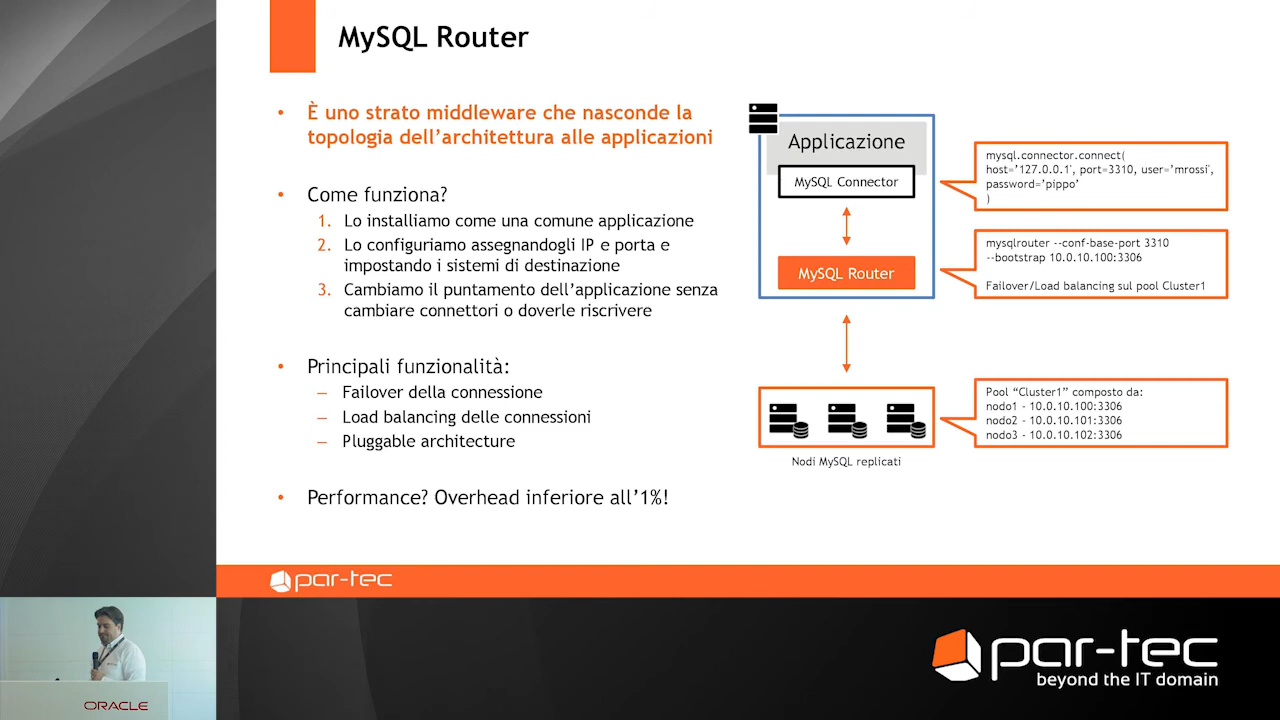 MySQL Router
• È uno strato middleware che nasconde la
topologia dell'architettura alle applicazioni
• Come funziona?
1. Lo installiamo come una comune applicazione
2. Lo configuriamo assegnandogli IP e porta e
impostando i sistemi di destinazione
3. Cambiamo il puntamento dell'applicazione senza
cambiare connettori o doverle riscrivere
• Principali funzionalità:
– Failover della connessione
– Load balancing delle connessioni
– Pluggable architecture
• Performance? Overhead inferiore all'1%!
Applicazione
MySQL Connector
MySQL Router
Nodi MySQL replicati
mysql.connector.connect(
host='127.0.0.1', port=3310, user='mrossi',
password='pippo'
)
mysqlrouter --conf-base-port 3310
--bootstrap 10.0.10.100:3306
Failover/Load balancing sul pool Cluster1
Pool “Cluster1” composto da:
nodo1 - 10.0.10.100:3306
nodo2 - 10.0.10.101:3306
nodo3 - 10.0.10.102:3306
par-tec
ORACLE
par-tec
beyond the IT domain